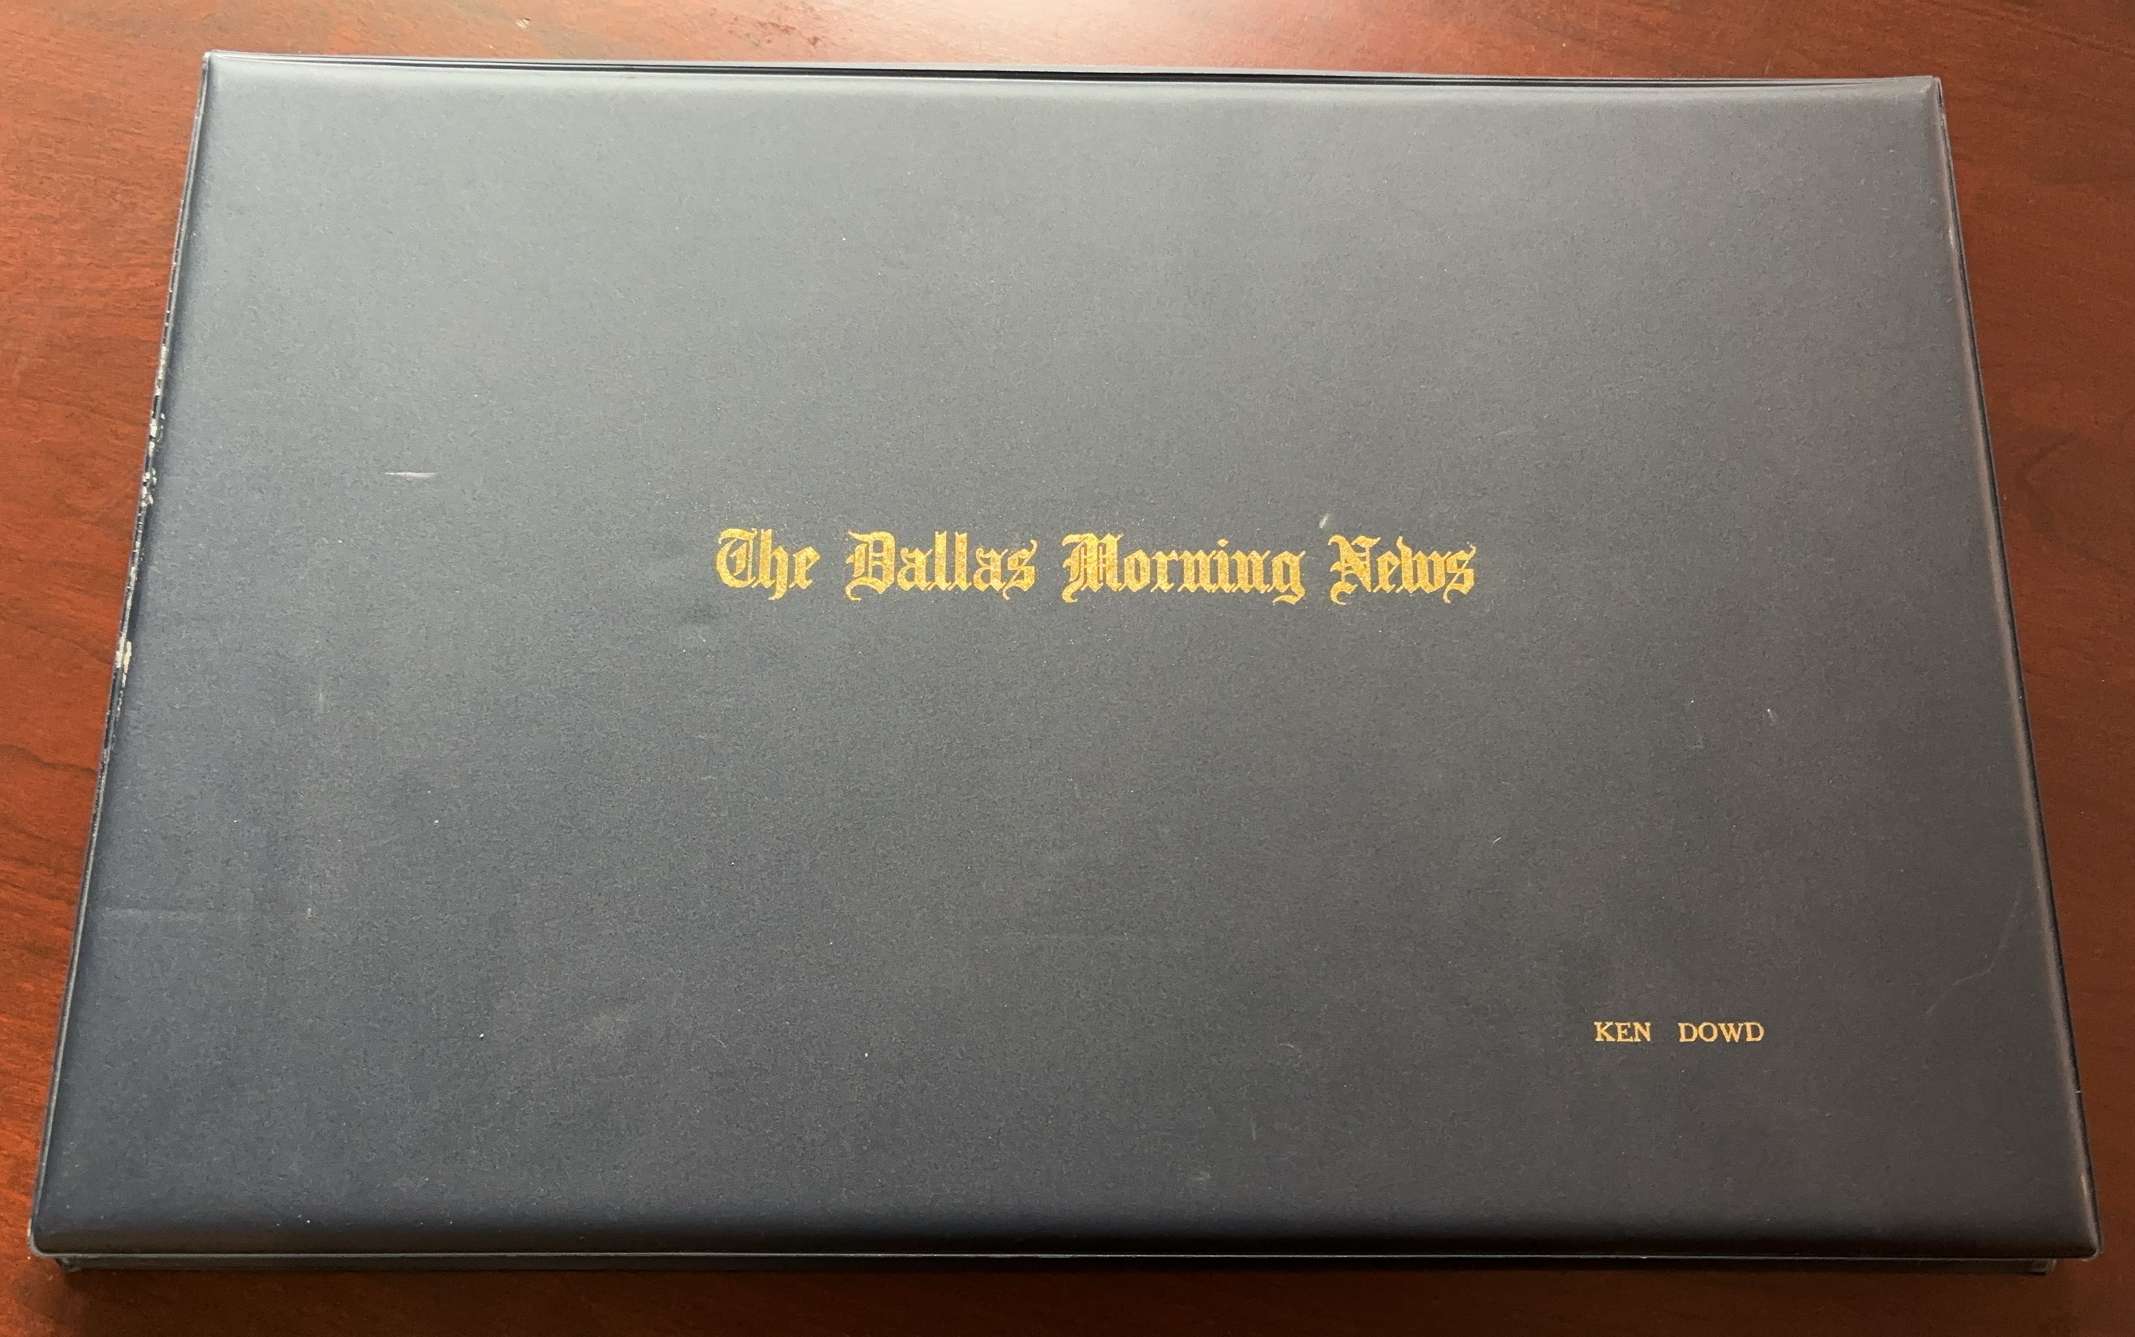 The Dallas Morning News
KEN DOWD